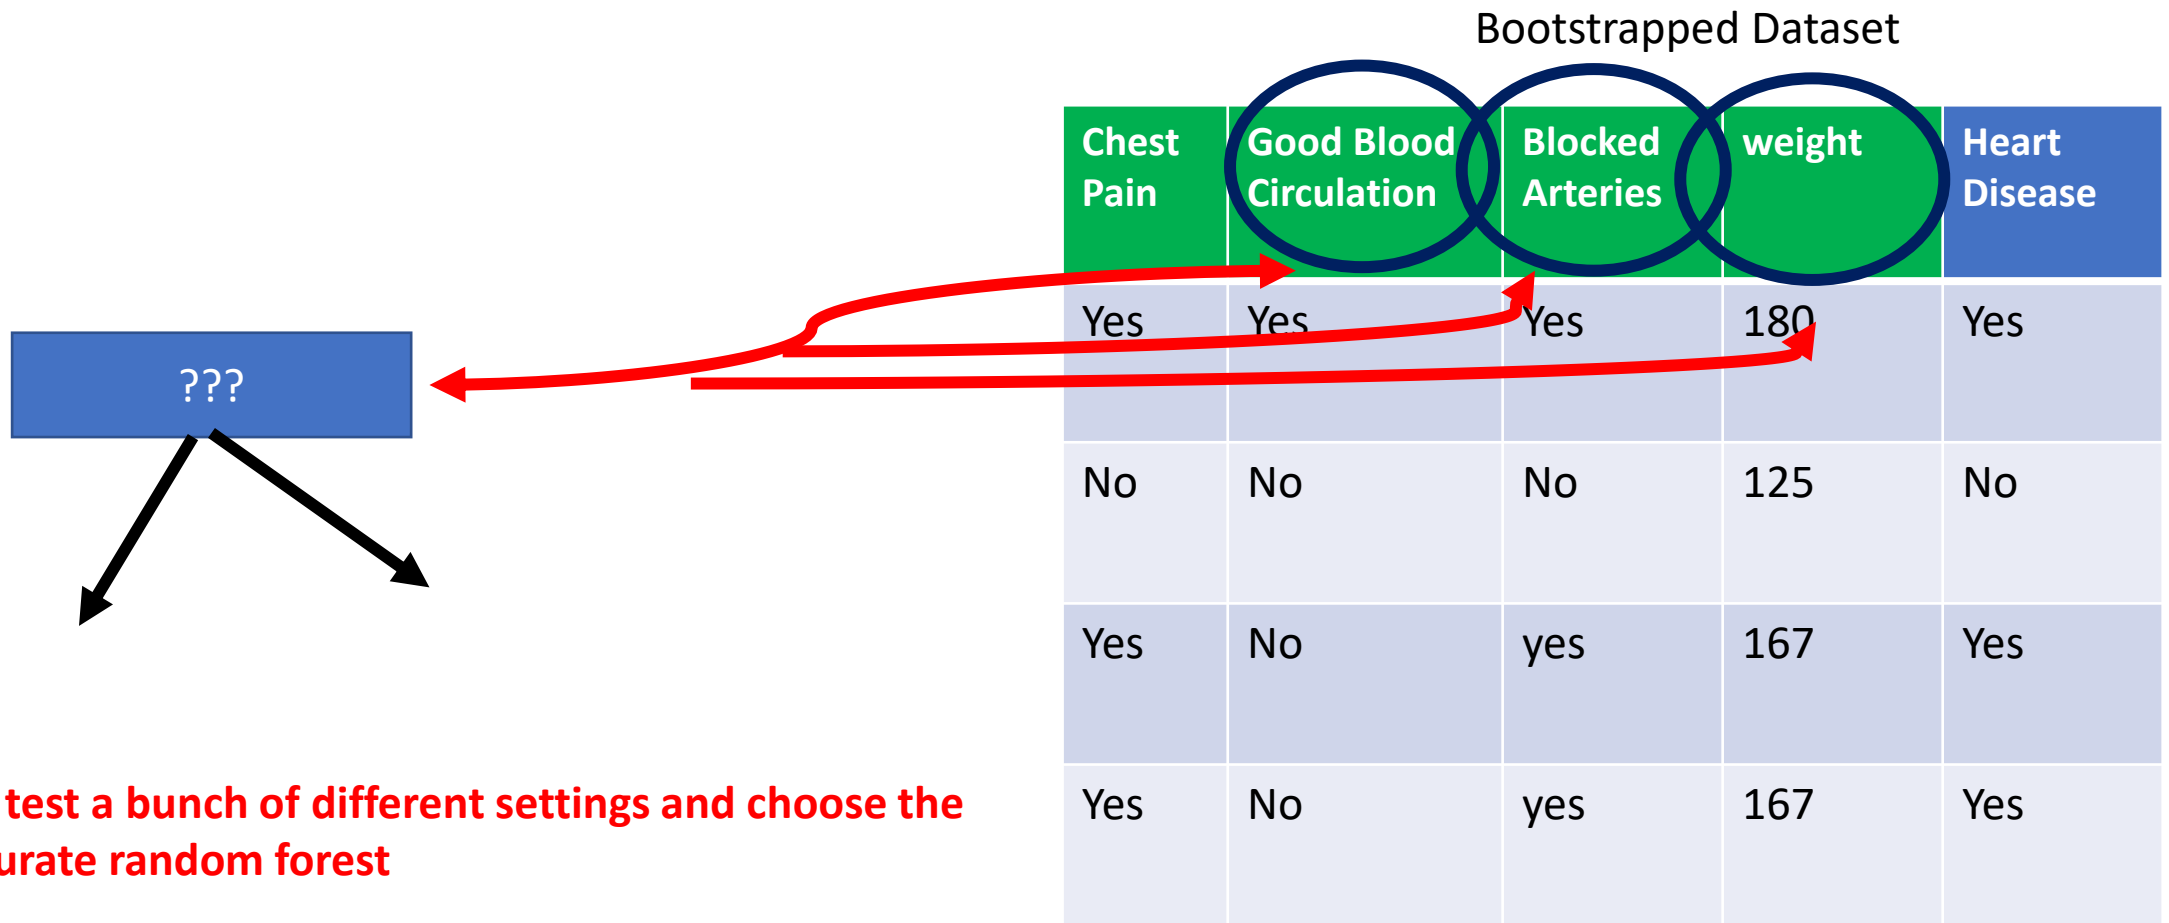 Bootstrapped Dataset
Chest Pain
Good Blood Circulation
Blocked Arteries
weight
Heart Disease
Yes Yes Yes 180 Yes
???
No No No 125 No
Yes No yes 167 Yes
Yes No yes 167 Yes
test a bunch of different settings and choose the
random forest